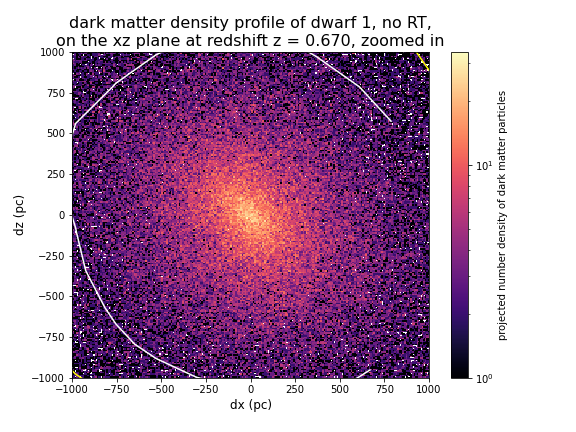 dark matter density profile of dwarf 1, no RT,
on the xz plane at redshift z = 0.670, zoomed in
1000
750
500
250
0
−250
−500
−750
−1000
dz (pc)
−1000 −750 −500 −250 0 250 500 750 1000
dx (pc)
10¹
10⁰
projected number density of dark matter particles